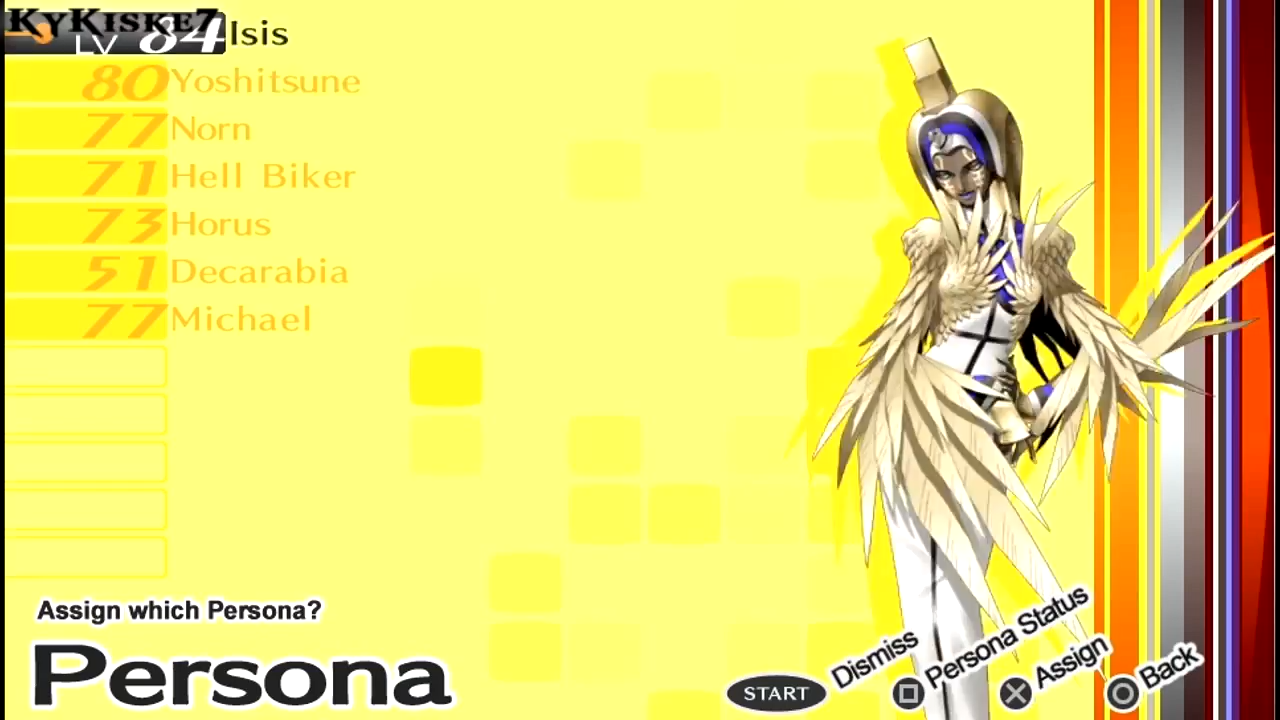 KyKiske7
LV 84 Isis
80 Yoshitsune
77 Norn
71 Hell Biker
73 Horus
51 Decarabia
77 Michael
Assign which Persona?
Persona
START Dismiss
Persona Status
Assign
Back